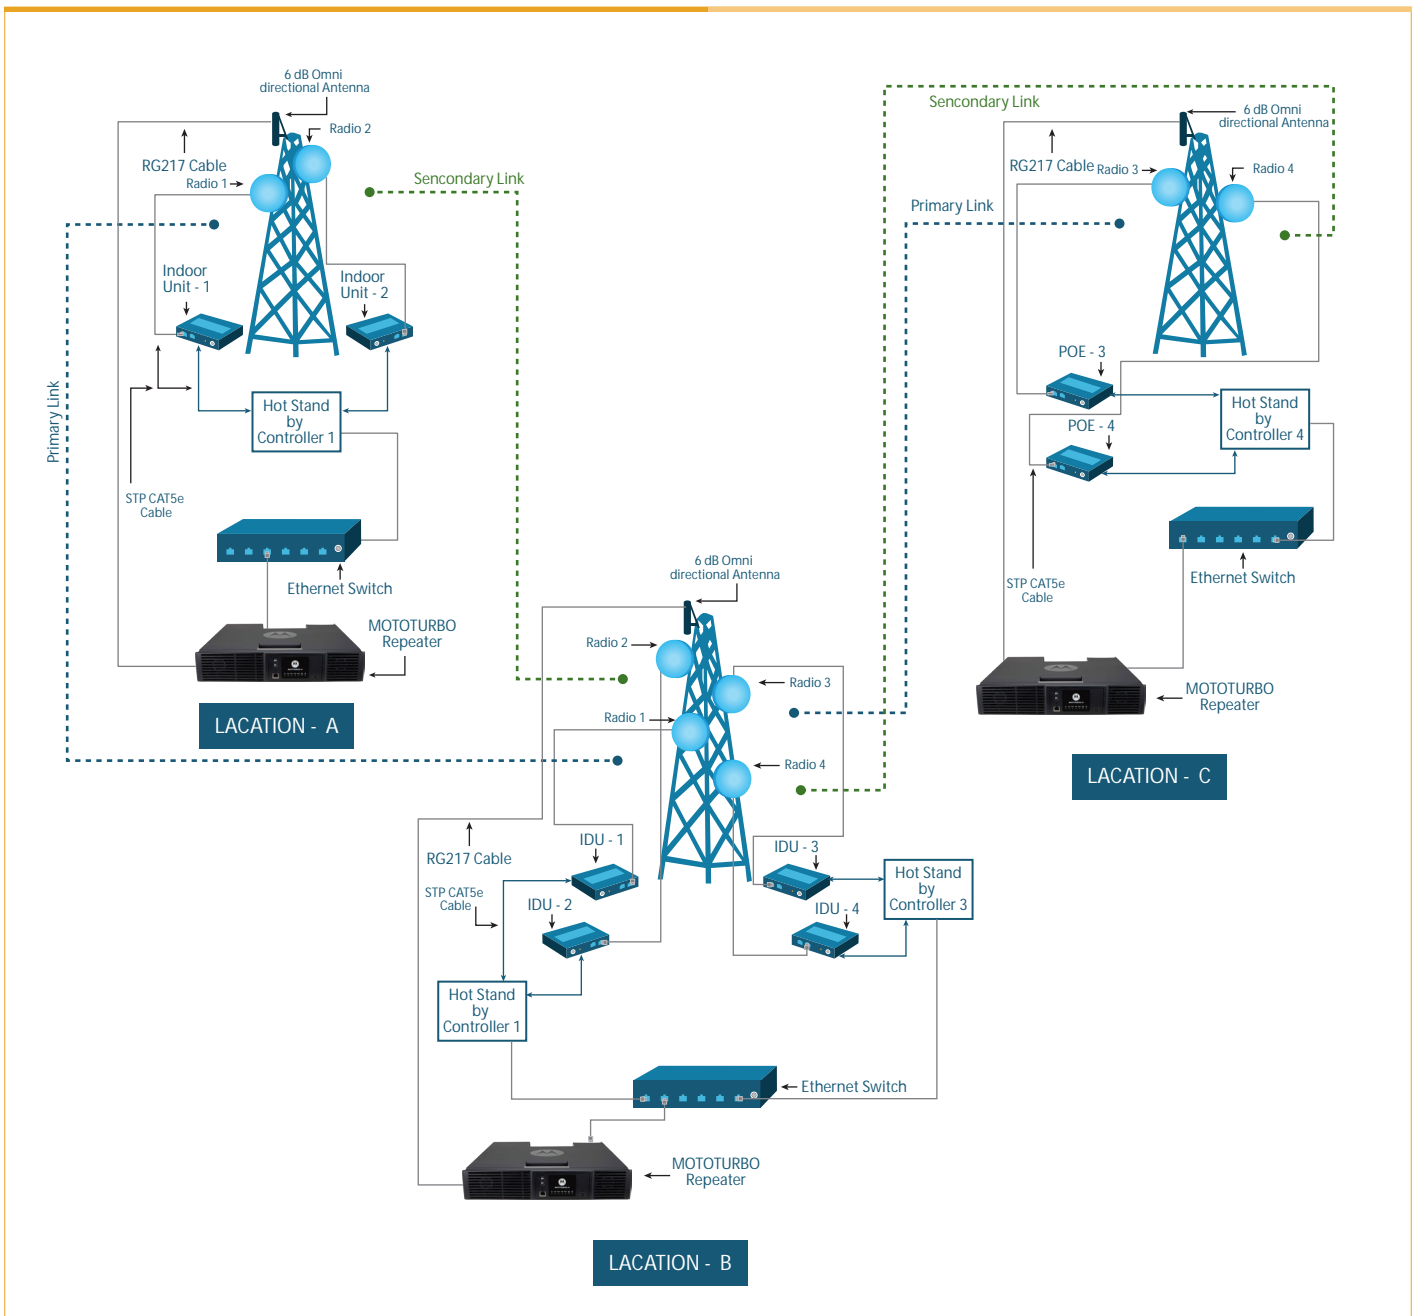 6 dB Omni
directional Antenna
Radio 2
RG217 Cable
Radio 1
Sencondary Link
Indoor
Unit - 1
Indoor
Unit - 2
Primary Link
Hot Stand
by
Controller 1
STP CAT5e
Cable
Ethernet Switch
MOTOTURBO
Repeater
LACATION - A
Sencondary Link
6 dB Omni
directional Antenna
RG217 Cable
Radio 3
Radio 4
Primary Link
POE - 3
Hot Stand
by
Controller 4
POE - 4
STP CAT5e
Cable
Ethernet Switch
MOTOTURBO
Repeater
LACATION - C
6 dB Omni
directional Antenna
Radio 2
Radio 3
Radio 1
Radio 4
RG217 Cable
IDU - 1
IDU - 3
STP CAT5e
Cable
IDU - 2
IDU - 4
Hot Stand
by
Controller 3
Hot Stand
by
Controller 1
Ethernet Switch
MOTOTURBO
Repeater
LACATION - B